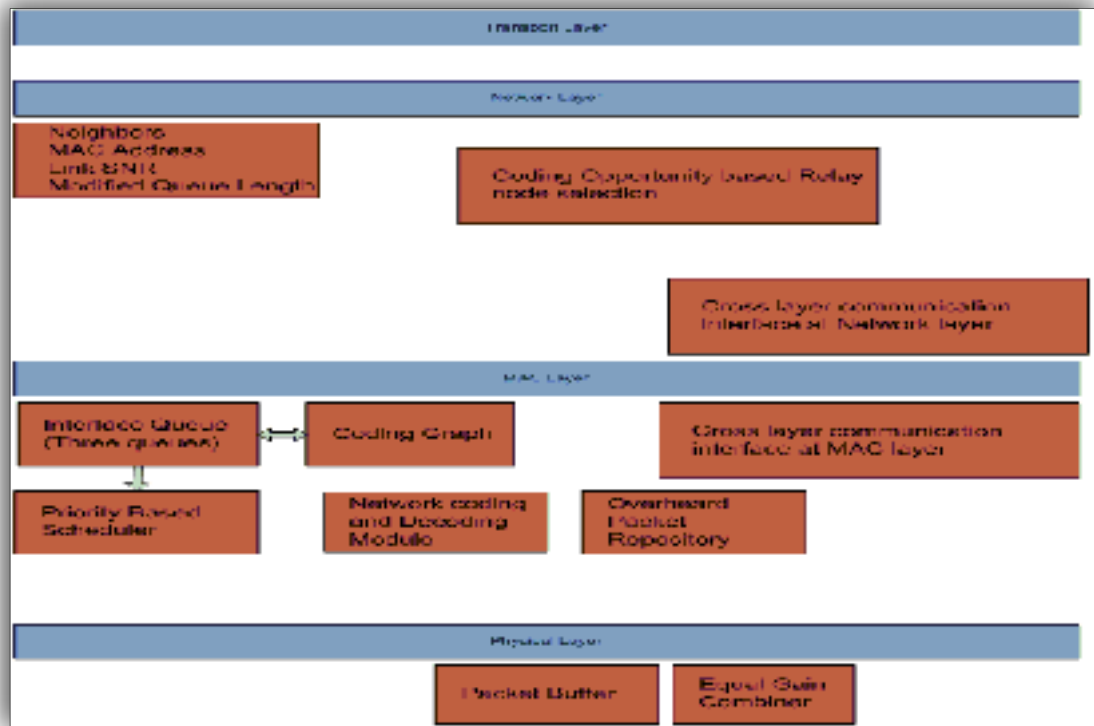 Transport Layer
Network Layer
Neighbors
MAC Address
Link SNR
Modified Queue Length
Coding Opportunity based Relay
node selection
Cross layer communication
Interface at Network layer
MAC Layer
Interface Queue
(Three queues)
Coding Graph
Cross layer communication
interface at MAC layer
Priority Based
Scheduler
Network coding
and Decoding
Module
Overheard
Packet
Repository
Physical Layer
Packet Buffer
Equal Gain
Combiner